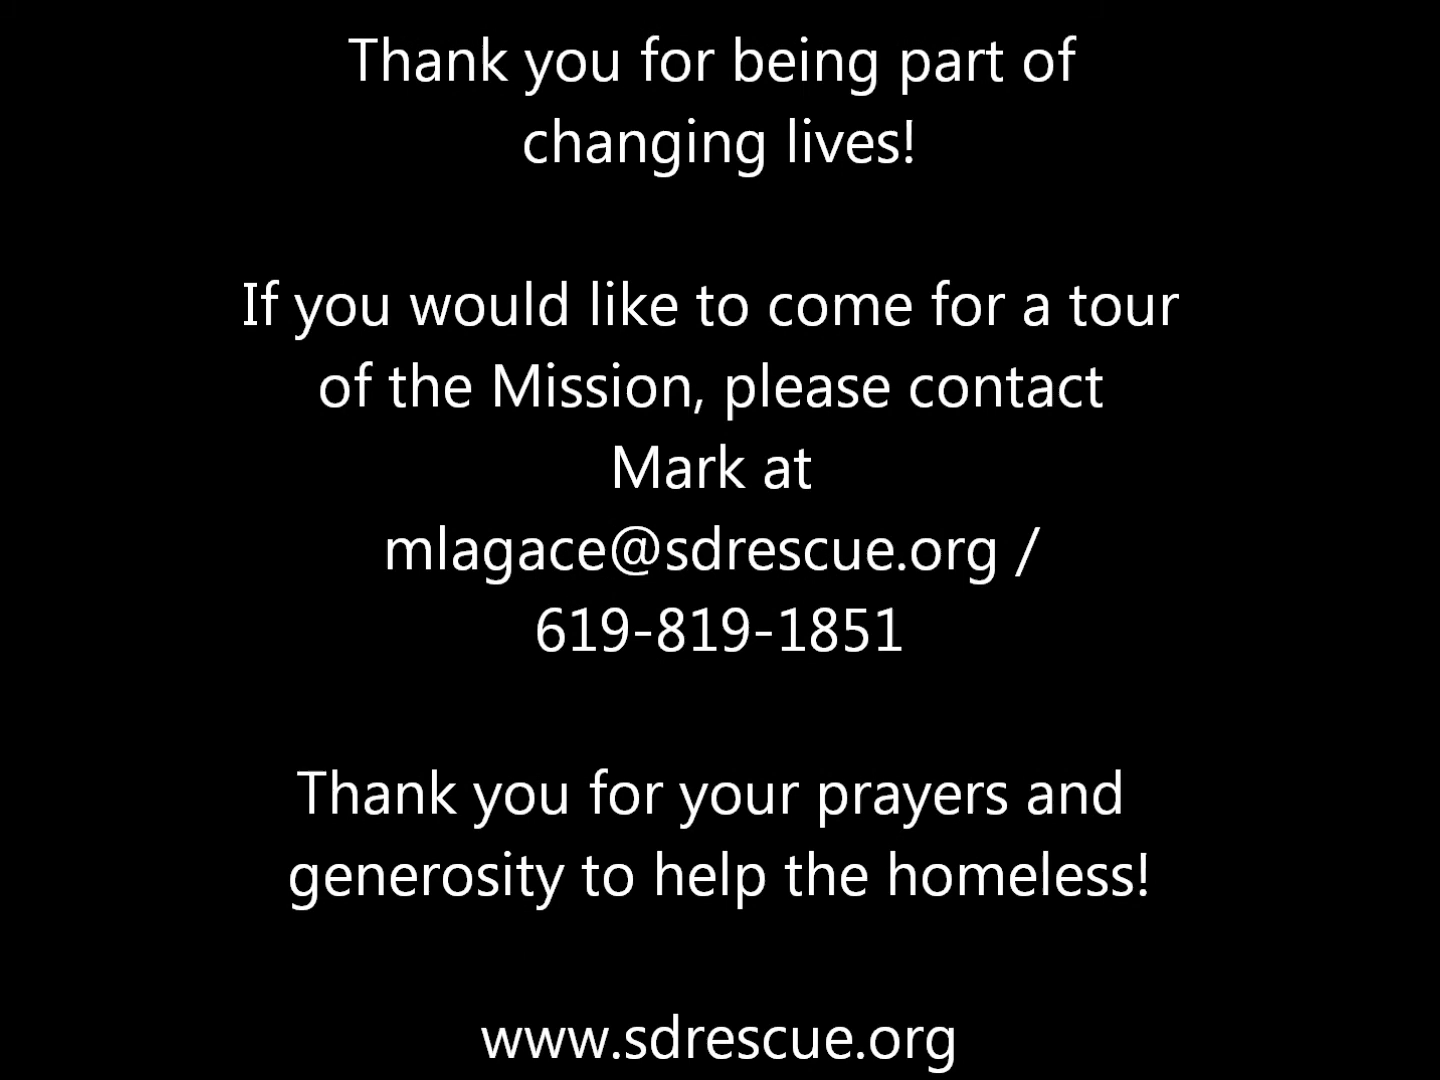 Thank you for being part of
changing lives!
If you would like to come for a tour
of the Mission, please contact
Mark at
mlagace@sdrescue.org /
619-819-1851
Thank you for your prayers and
generosity to help the homeless!
www.sdrescue.org